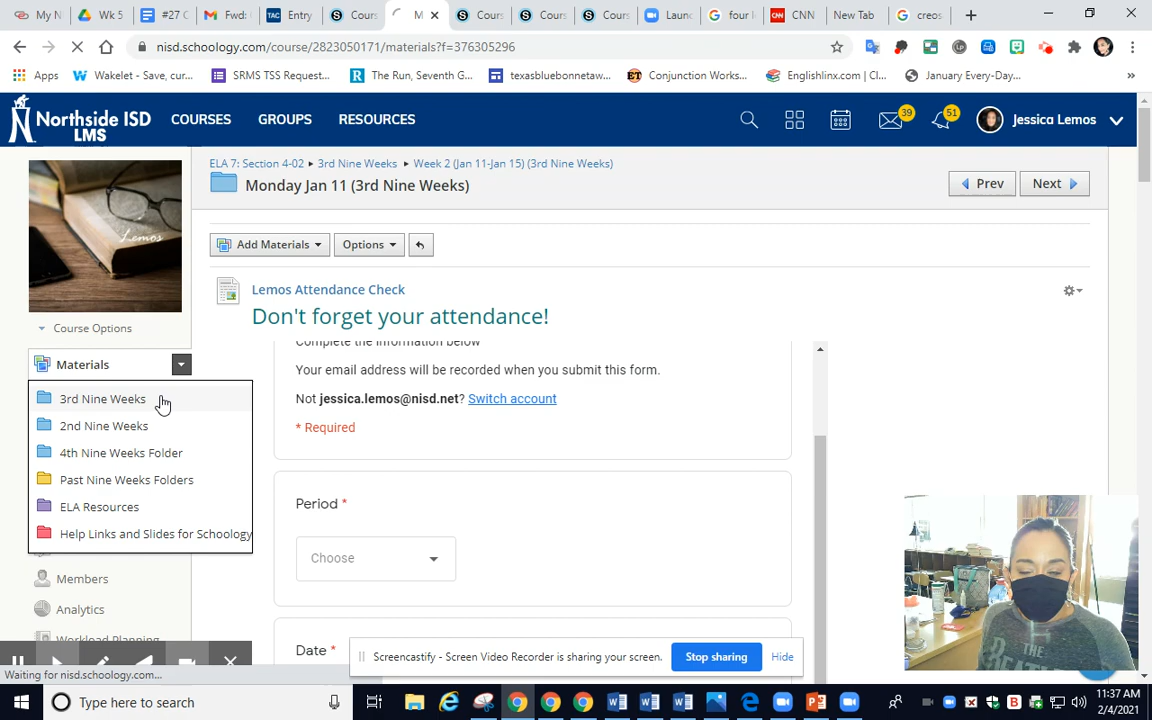 My N
Wk 5
#27 C
Fwd:
TAC Entry
Cours
M
Cours
Cours
Cours
Launc
four l
CNN CNN
New Tab
creos
nisd.schoology.com/course/2823050171/materials?f=376305296
Apps
Wakelet - Save, cur...
SRMS TSS Request...
The Run, Seventh G...
texasbluebonnetaw...
Conjunction Works...
Englishlinx.com | Cl...
January Every-Day...
»
Northside ISD
LMS
COURSES
GROUPS
RESOURCES
39
51
Jessica Lemos
Lemos
ELA 7: Section 4-02 ▸ 3rd Nine Weeks ▸ Week 2 (Jan 11-Jan 15) (3rd Nine Weeks)
Monday Jan 11 (3rd Nine Weeks)
Prev
Next
Add Materials
Options
Lemos Attendance Check
Don't forget your attendance!
Complete the information below
Your email address will be recorded when you submit this form.
Not jessica.lemos@nisd.net? Switch account
* Required
Period *
Choose
Date *
Course Options
Materials
3rd Nine Weeks
2nd Nine Weeks
4th Nine Weeks Folder
Past Nine Weeks Folders
ELA Resources
Help Links and Slides for Schoology
Members
Analytics
Workload Planning
THE BEATLES
Screencastify - Screen Video Recorder is sharing your screen.
Stop sharing
Hide
Waiting for nisd.schoology.com...
Type here to search
11:37 AM
2/4/2021